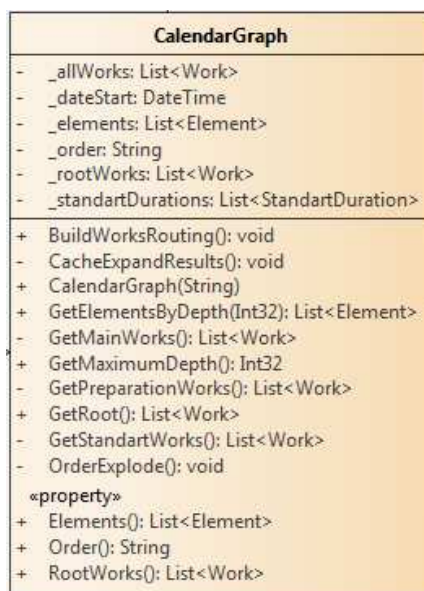 CalendarGraph
- _allWorks: List<Work>
- _dateStart: DateTime
- _elements: List<Element>
- _order: String
- _rootWorks: List<Work>
- _standartDurations: List<StandartDuration>
+ BuildWorksRouting(): void
- CacheExpandResults(): void
+ CalendarGraph(String)
+ GetElementsByDepth(Int32): List<Element>
- GetMainWorks(): List<Work>
+ GetMaximumDepth(): Int32
- GetPreparationWorks(): List<Work>
+ GetRoot(): List<Work>
- GetStandartWorks(): List<Work>
- OrderExplode(): void
«property»
+ Elements(): List<Element>
+ Order(): String
+ RootWorks(): List<Work>